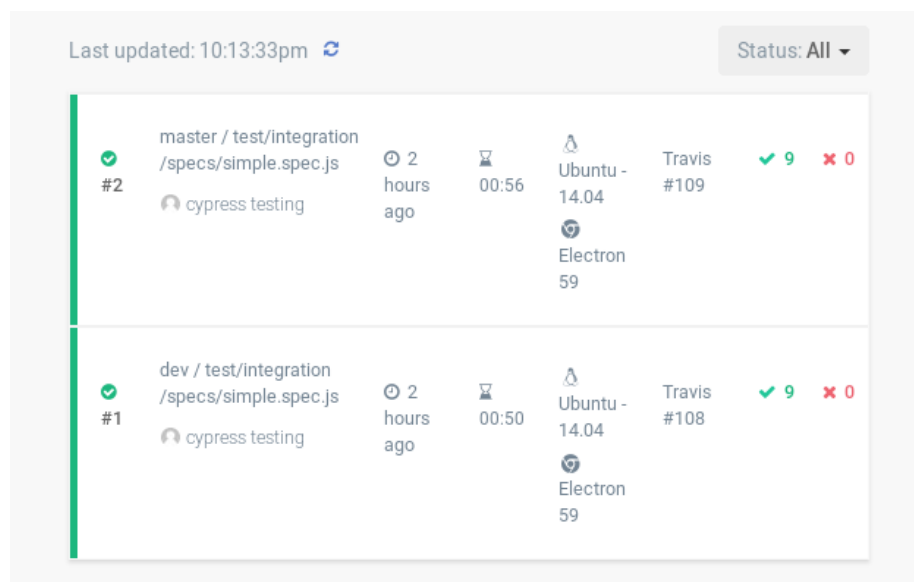 Last updated: 10:13:33pm
Status: All
master / test/integration
/specs/simple.spec.js
cypress testing
#2
2
hours
ago
00:56
Ubuntu -
14.04
Electron
59
Travis
#109
9
0
dev / test/integration
/specs/simple.spec.js
cypress testing
#1
2
hours
ago
00:50
Ubuntu -
14.04
Electron
59
Travis
#108
9
0